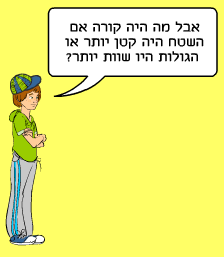 אבל מה היה קורה אם
השטח היה קטן יותר או
הגולות היו שוות יותר?